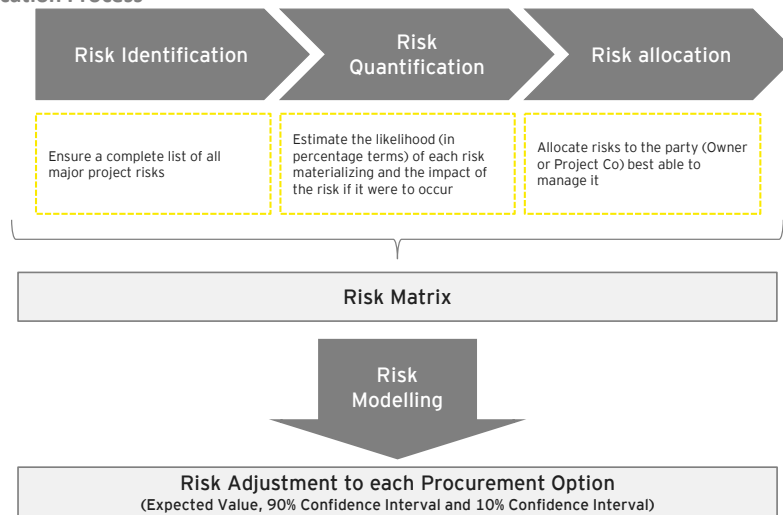 Risk Identification
Risk
Quantification
Risk allocation
Ensure a complete list of all
major project risks
Estimate the likelihood (in
percentage terms) of each risk
materializing and the impact of
the risk if it were to occur
Allocate risks to the party (Owner
or Project Co) best able to
manage it
Risk Matrix
Risk
Modelling
Risk Adjustment to each Procurement Option
(Expected Value, 90% Confidence Interval and 10% Confidence Interval)